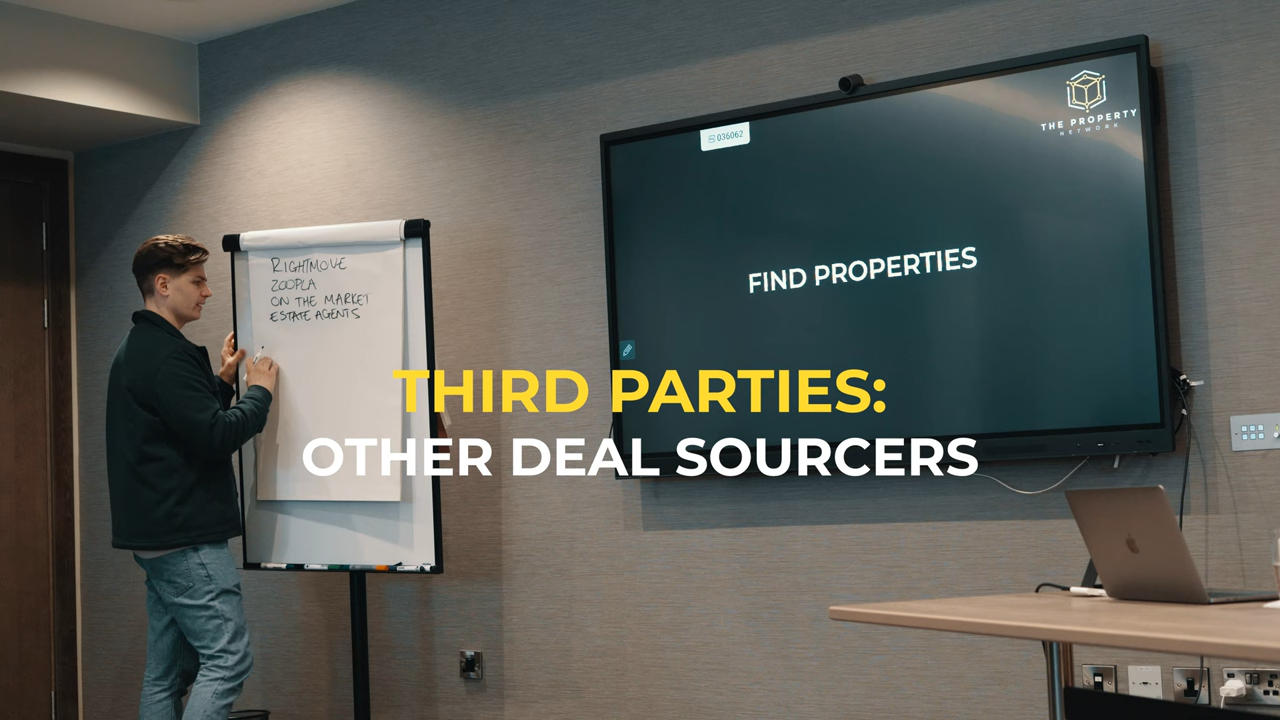 THE PROPERTY
NETWORK
036062
FIND PROPERTIES
RIGHTMOVE
ZOOPLA
ON THE MARKET
ESTATE AGENTS
THIRD PARTIES:
OTHER DEAL SOURCERS